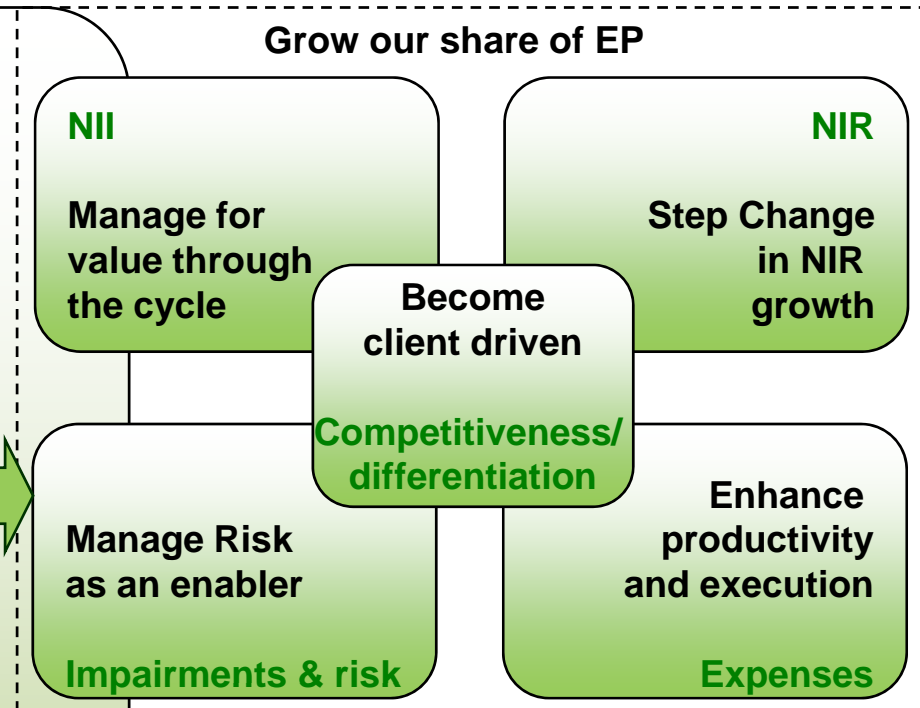 Grow our share of EP
NII
Manage for
value through
the cycle
NIR
Step Change
in NIR
growth
Become
client driven
Competitiveness/
differentiation
Manage Risk
as an enabler
Impairments & risk
Enhance
productivity
and execution
Expenses